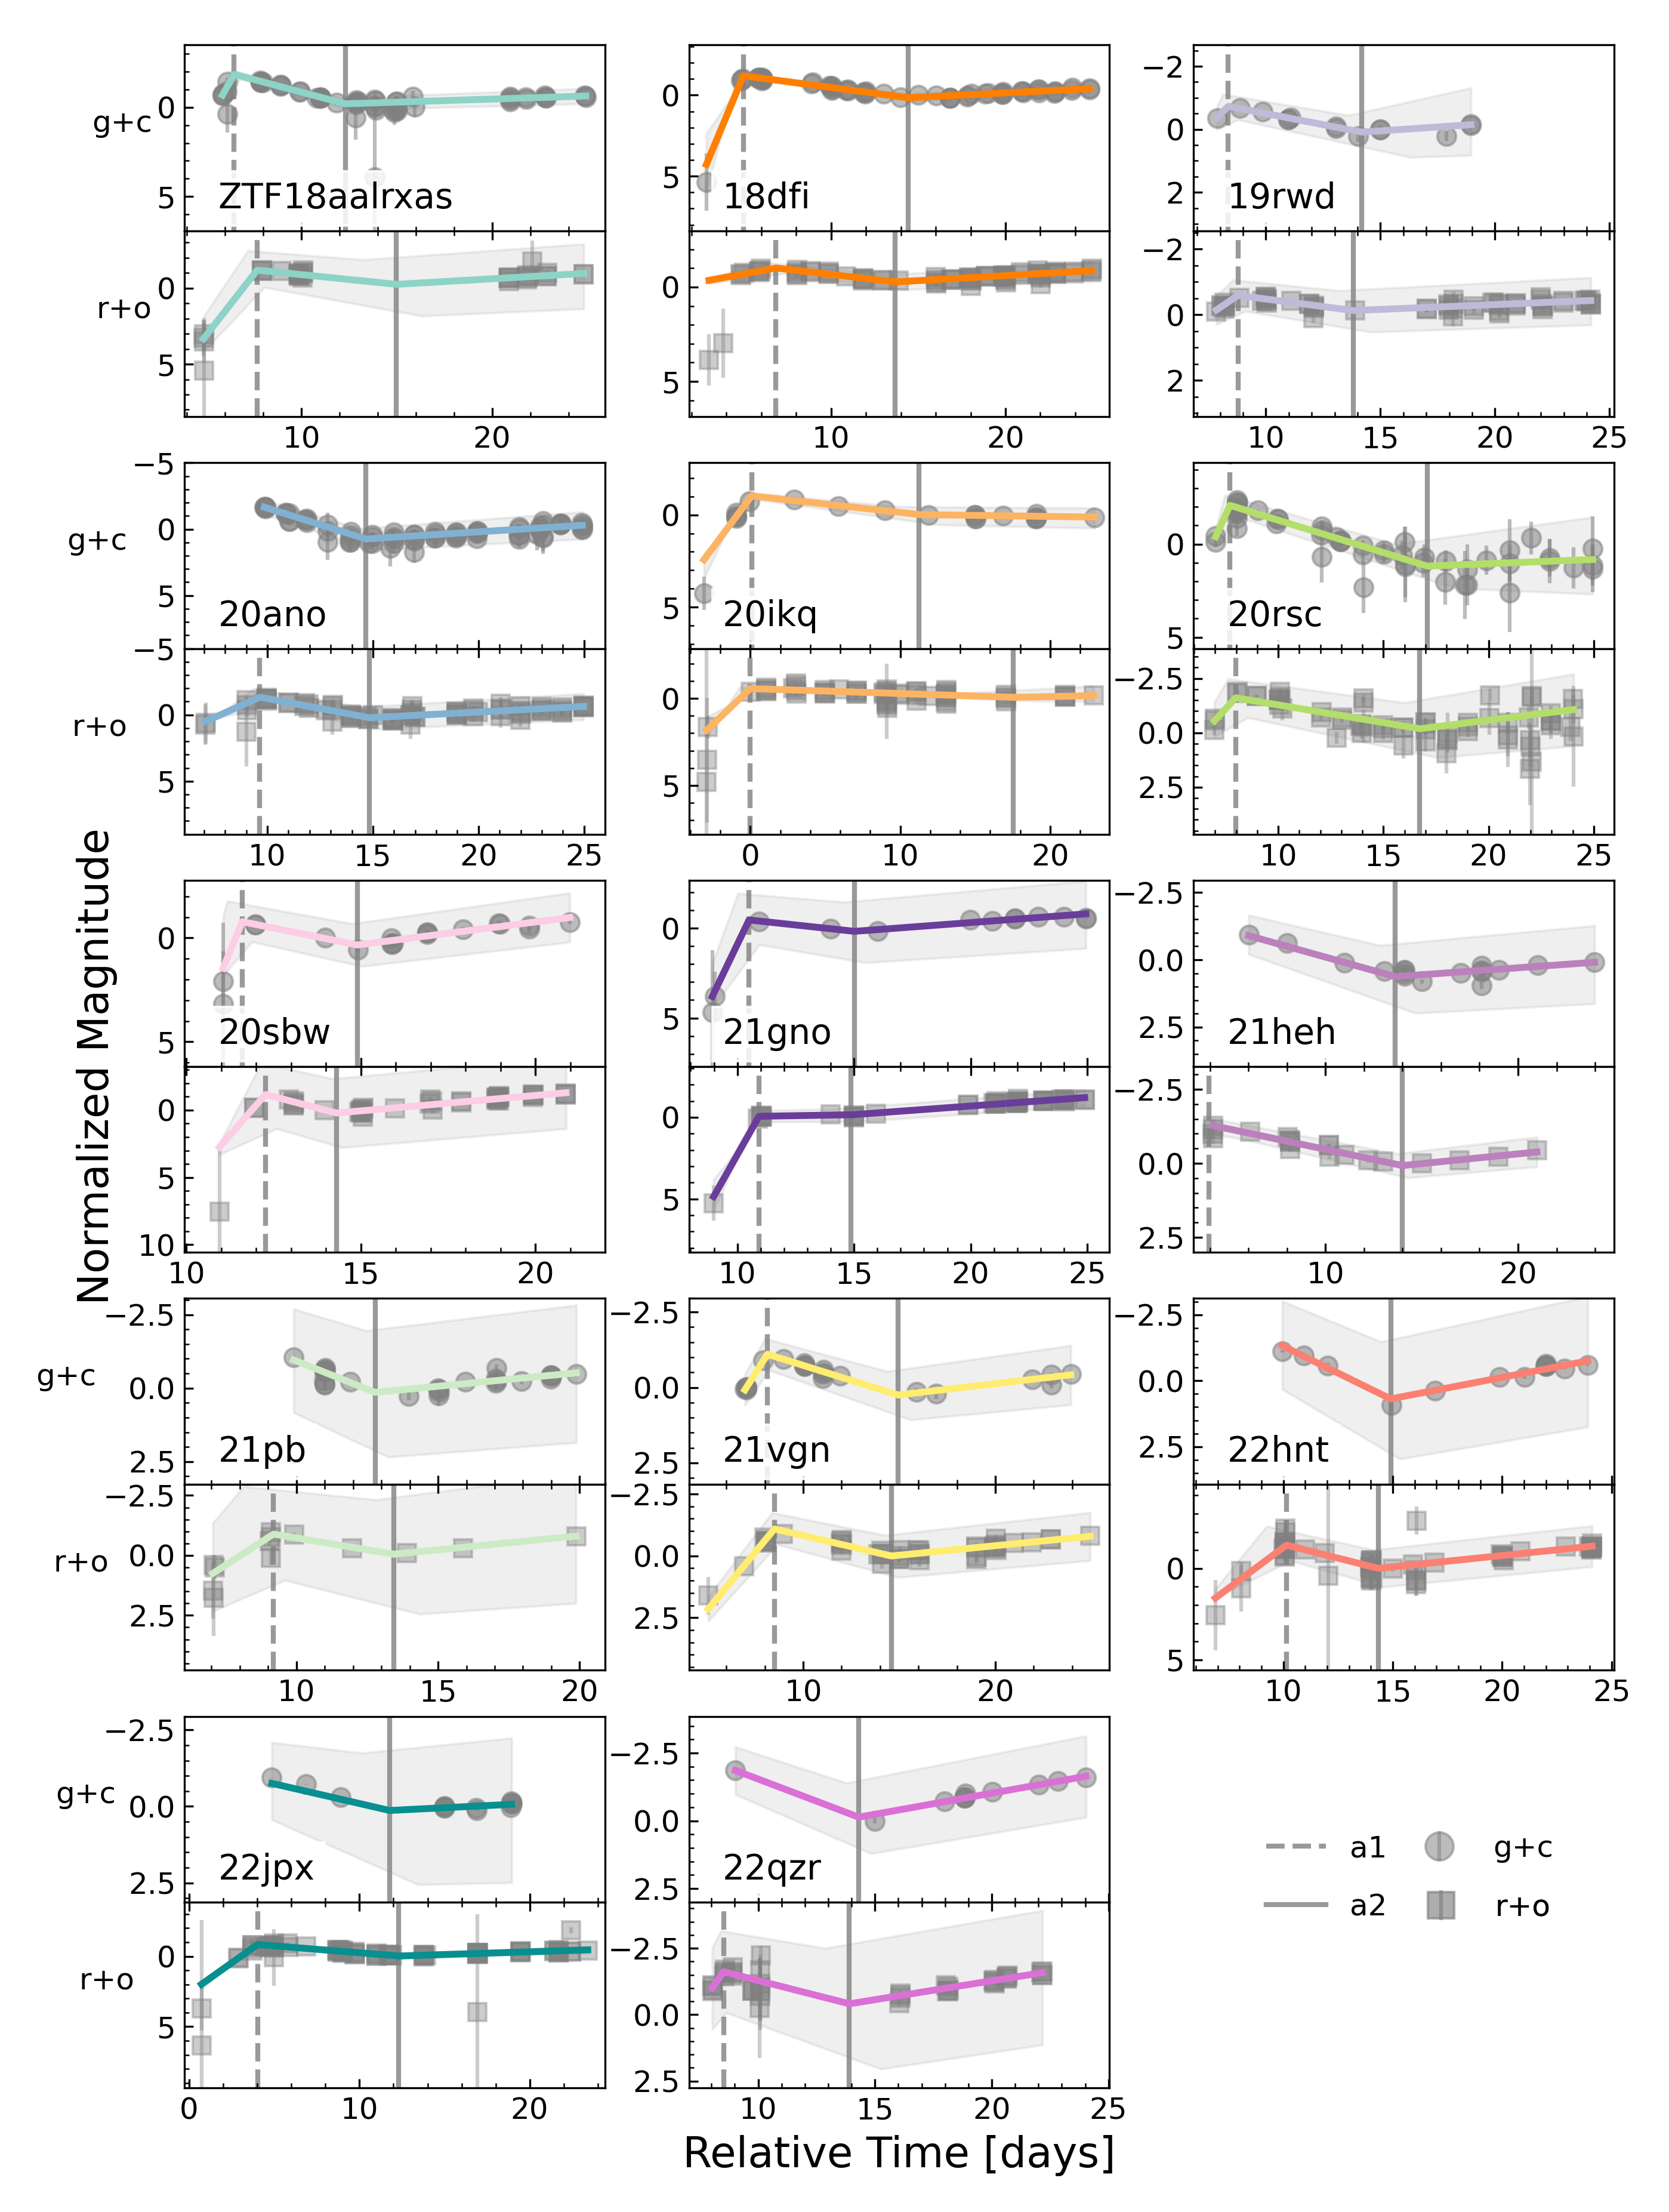 g+c 0 5 ZTF18aalrxas 0 5 18dfi −2 0 2 19rwd
r+o 0 5 0 5 −2 0 2
10 20 10 20 10 15 20 25
g+c −5 0 5 20ano 0 5 20ikq 0 5 20rsc
r+o −5 0 5 0 5 −2.5 0.0 2.5
10 15 20 25 0 10 20 10 15 20 25
Normalized Magnitude
0 5 20sbw 0 5 21gno −2.5 0.0 2.5 21heh
0 5 10 0 5 −2.5 0.0 2.5
10 15 20 10 15 20 25 10 20
g+c −2.5 0.0 2.5 21pb −2.5 0.0 2.5 21vgn −2.5 0.0 2.5 22hnt
r+o −2.5 0.0 2.5 −2.5 0.0 2.5 0 5
10 15 20 10 20 10 15 20 25
g+c −2.5 0.0 2.5 22jpx −2.5 0.0 2.5 22qzr
a1 g+c
a2 r+o
r+o 0 5 −2.5 0.0 2.5
0 10 20 10 15 20 25
Relative Time [days]